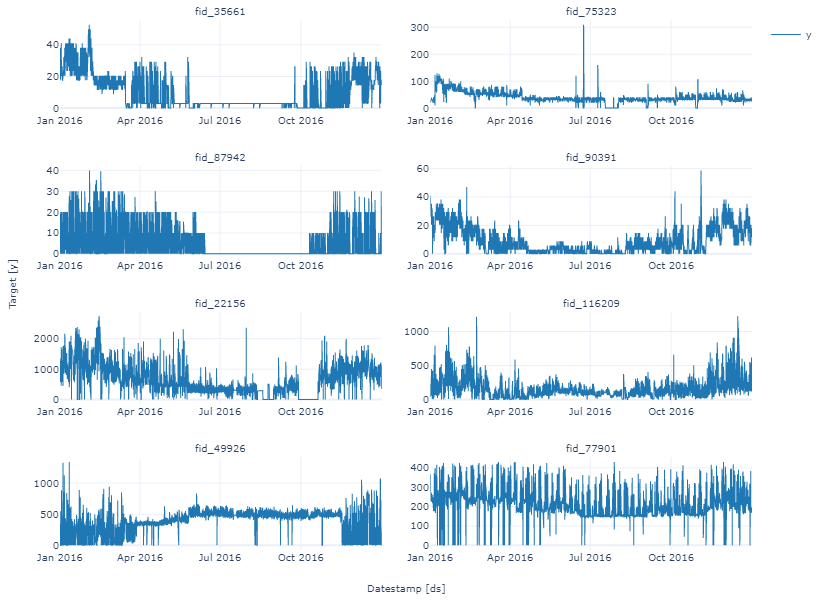 fid_35661
fid_75323
y
40
20
0
Jan 2016
Apr 2016
Jul 2016
Oct 2016
300
200
100
0
Jan 2016
Apr 2016
Jul 2016
Oct 2016
fid_87942
fid_90391
40
30
20
10
0
Jan 2016
Apr 2016
Jul 2016
Oct 2016
60
40
20
0
Jan 2016
Apr 2016
Jul 2016
Oct 2016
Target [y]
fid_22156
fid_116209
2000
1000
0
Jan 2016
Apr 2016
Jul 2016
Oct 2016
1000
500
0
Jan 2016
Apr 2016
Jul 2016
Oct 2016
fid_49926
fid_77901
1000
500
0
Jan 2016
Apr 2016
Jul 2016
Oct 2016
400
300
200
100
0
Jan 2016
Apr 2016
Jul 2016
Oct 2016
Datestamp [ds]